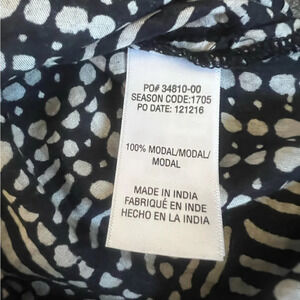 PO# 34810-00
SEASON CODE:1705
PO DATE: 121216
100% MODAL/MODAL/
MODAL
MADE IN INDIA
FABRIQUÉ EN INDE
HECHO EN LA INDIA